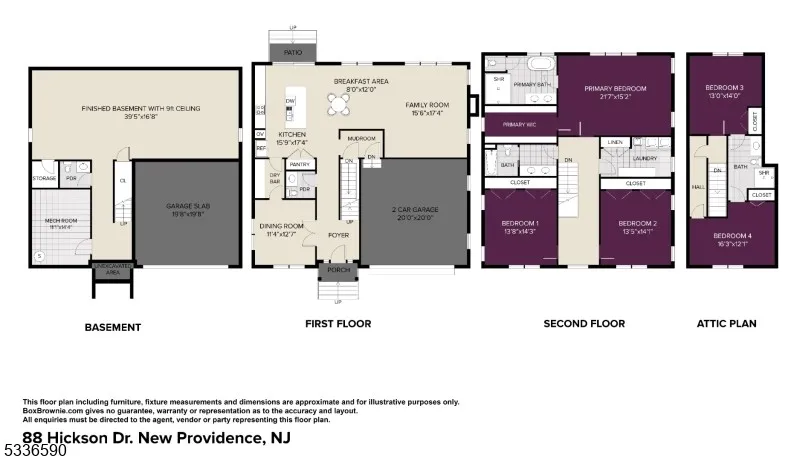 FINISHED BASEMENT WITH 9ft CEILING
39'5"x16'8"
STORAGE
PDR
CL
UP
MECH ROOM
11'1"x14'4"
S
GARAGE SLAB
19'8"x19'8"
UNEXCAVATED
AREA
BASEMENT
UP
PATIO
BREAKFAST AREA
8'0"x12'0"
FAMILY ROOM
15'6"x17'4"
DW
KITCHEN
15'9"x17'4"
OV
REF.
MUDROOM
DN
DN
PANTRY
DRY
BAR
PDR
2 CAR GARAGE
20'0"x20'0"
DINING ROOM
11'4"x12'7"
FOYER
UP
PORCH
UP
FIRST FLOOR
SHR
PRIMARY BATH
PRIMARY BEDROOM
21'7"x15'2"
PRIMARY WIC
LINEN
LAUNDRY
BATH
DN
CLOSET
CLOSET
BEDROOM 1
13'8"x14'3"
BEDROOM 2
13'5"x14'1"
SECOND FLOOR
BEDROOM 3
13'0"x14'0"
CLOSET
BATH
DN
SHR
HALL
CLOSET
BEDROOM 4
16'3"x12'1"
ATTIC PLAN
This floor plan including furniture, fixture measurements and dimensions are approximate and for illustrative purposes only.
BoxBrownie.com gives no guarantee, warranty or representation as to the accuracy and layout.
All enquiries must be directed to the agent, vendor or party representing this floor plan.
88 Hickson Dr. New Providence, NJ
5336590